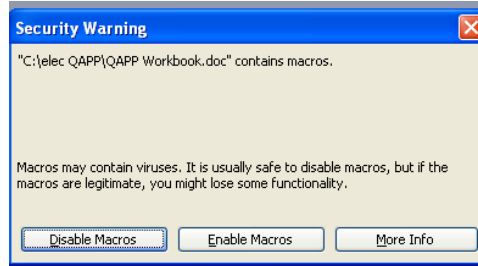 Security Warning
"C:\elec QAPP\QAPP Workbook.doc" contains macros.
Macros may contain viruses. It is usually safe to disable macros, but if the
macros are legitimate, you might lose some functionality.
Disable Macros Enable Macros More Info